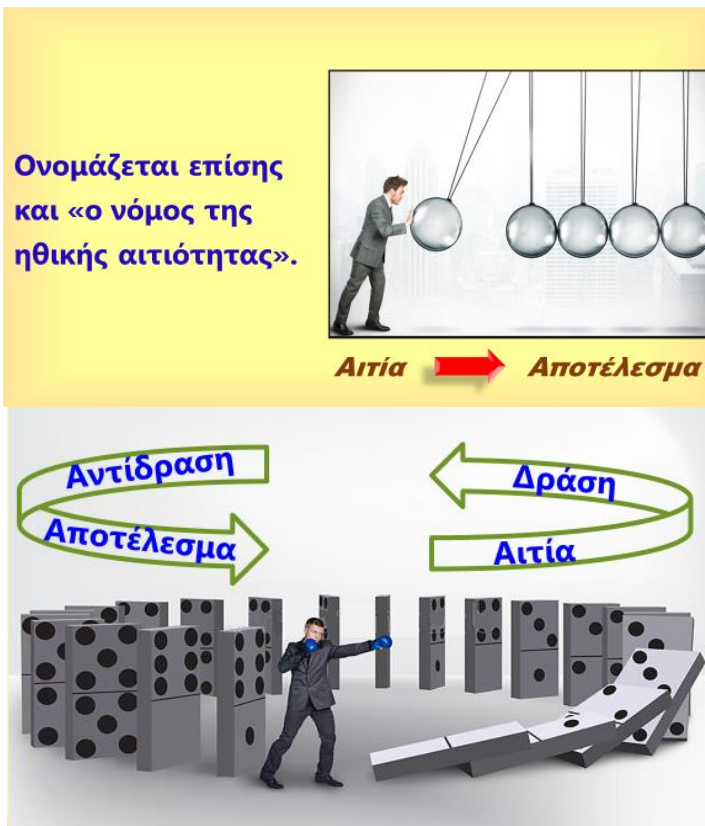 Ονομάζεται επίσης
και «ο νόμος της
ηθικής αιτιότητας».
Αιτία Αποτέλεσμα
Αντίδραση
Αποτέλεσμα
Δράση
Αιτία